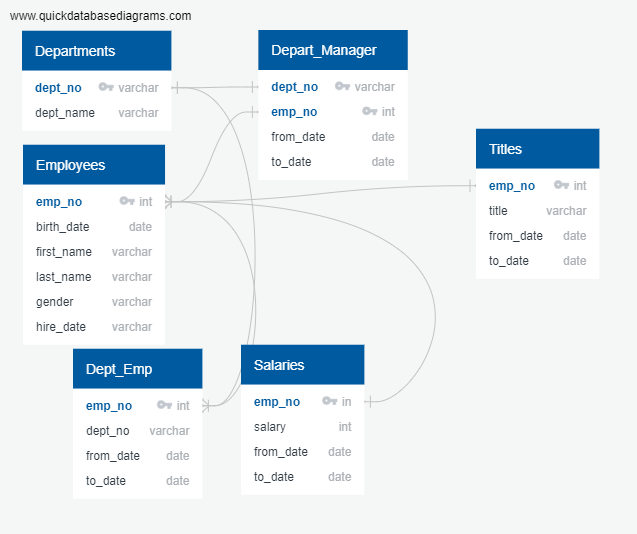 www.quickdatabasediagrams.com
Departments
dept_no varchar
dept_name varchar
Depart_Manager
dept_no varchar
emp_no int
from_date date
to_date date
Titles
emp_no int
title varchar
from_date date
to_date date
Employees
emp_no int
birth_date date
first_name varchar
last_name varchar
gender varchar
hire_date varchar
Dept_Emp
emp_no int
dept_no varchar
from_date date
to_date date
Salaries
emp_no in
salary int
from_date date
to_date date